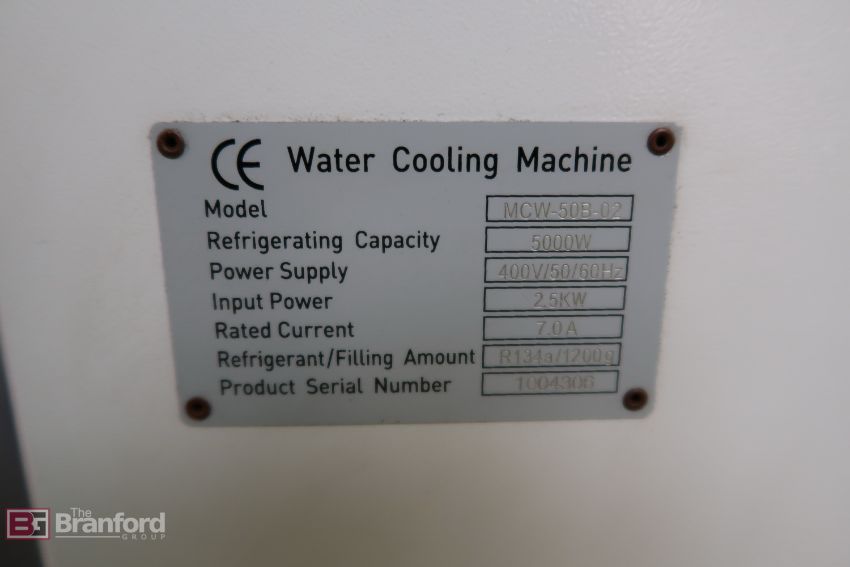 CE Water Cooling Machine
Model MCW-50B-02
Refrigerating Capacity 5000W
Power Supply 400V/50/60Hz
Input Power 2.5KW
Rated Current 7.0A
Refrigerant/Filling Amount R134a/1200g
Product Serial Number 1004306
BG The
Branford
GROUP